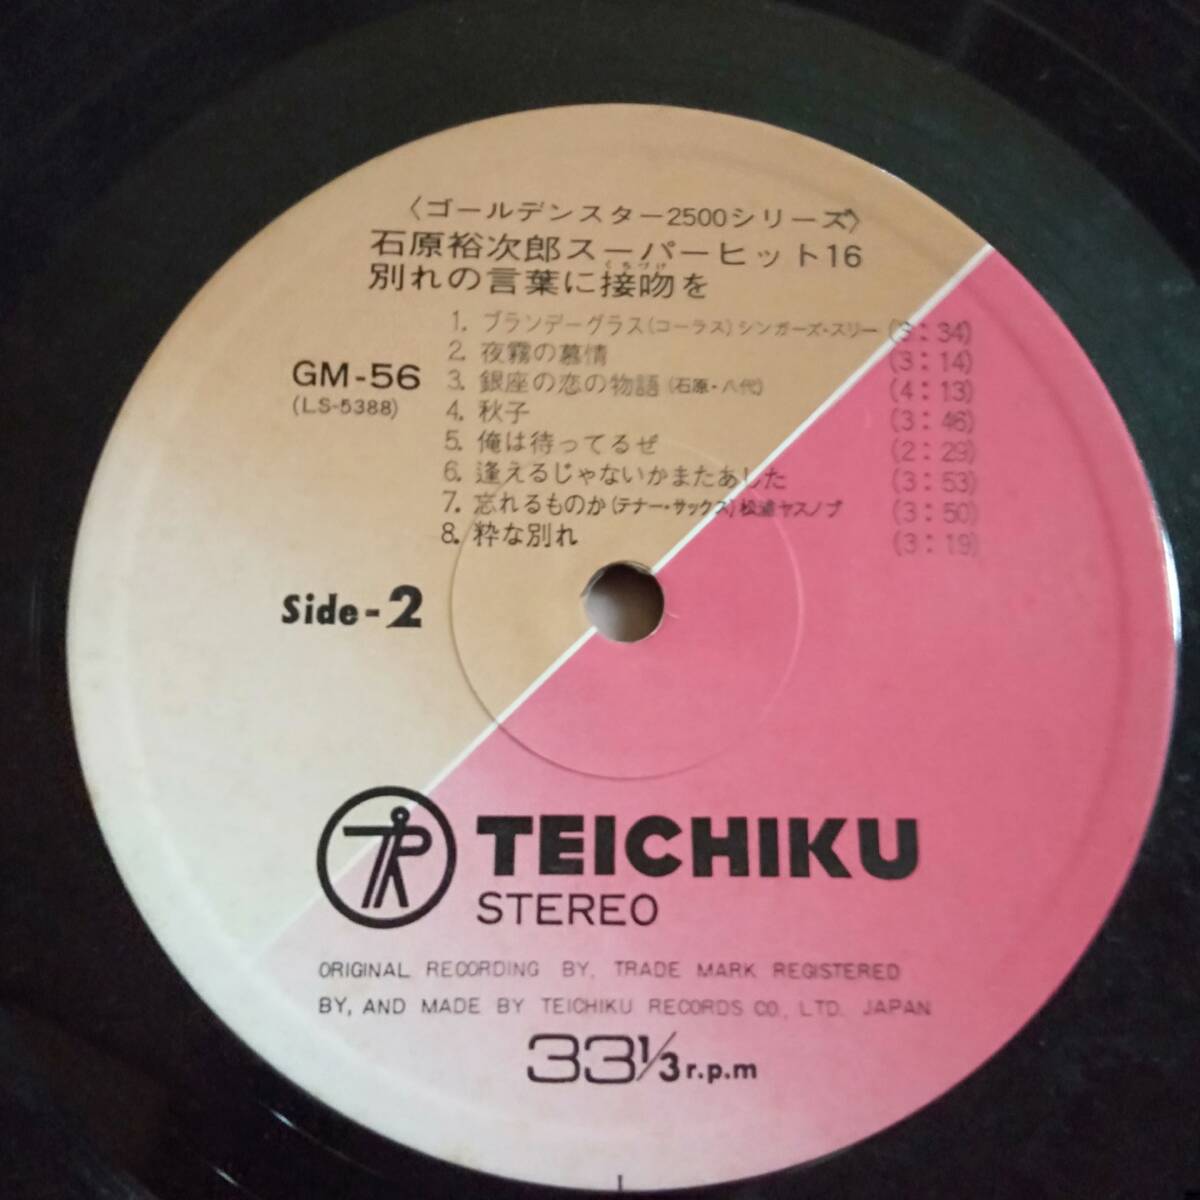 〈ゴールデンスター2500シリーズ〉
石原裕次郎スーパーヒット16
くちづけ
別れの言葉に接吻を
1. ブランデーグラス(コーラス)シンガーズ・スリー (3:34)
2. 夜霧の慕情 (3:14)
3. 銀座の恋の物語(石原・八代) (4:13)
4. 秋子 (3:46)
5. 俺は待ってるぜ (2:29)
6. 逢えるじゃないかまたあした (3:53)
7. 忘れるものか(テナー・サックス)松浦ヤスノブ (3:50)
8. 粋な別れ (3:19)
GM-56
(LS-5388)
Side-2
TEICHIKU
STEREO
ORIGINAL RECORDING BY, TRADE MARK REGISTERED
BY, AND MADE BY TEICHIKU RECORDS CO., LTD. JAPAN
33 1/3 r.p.m